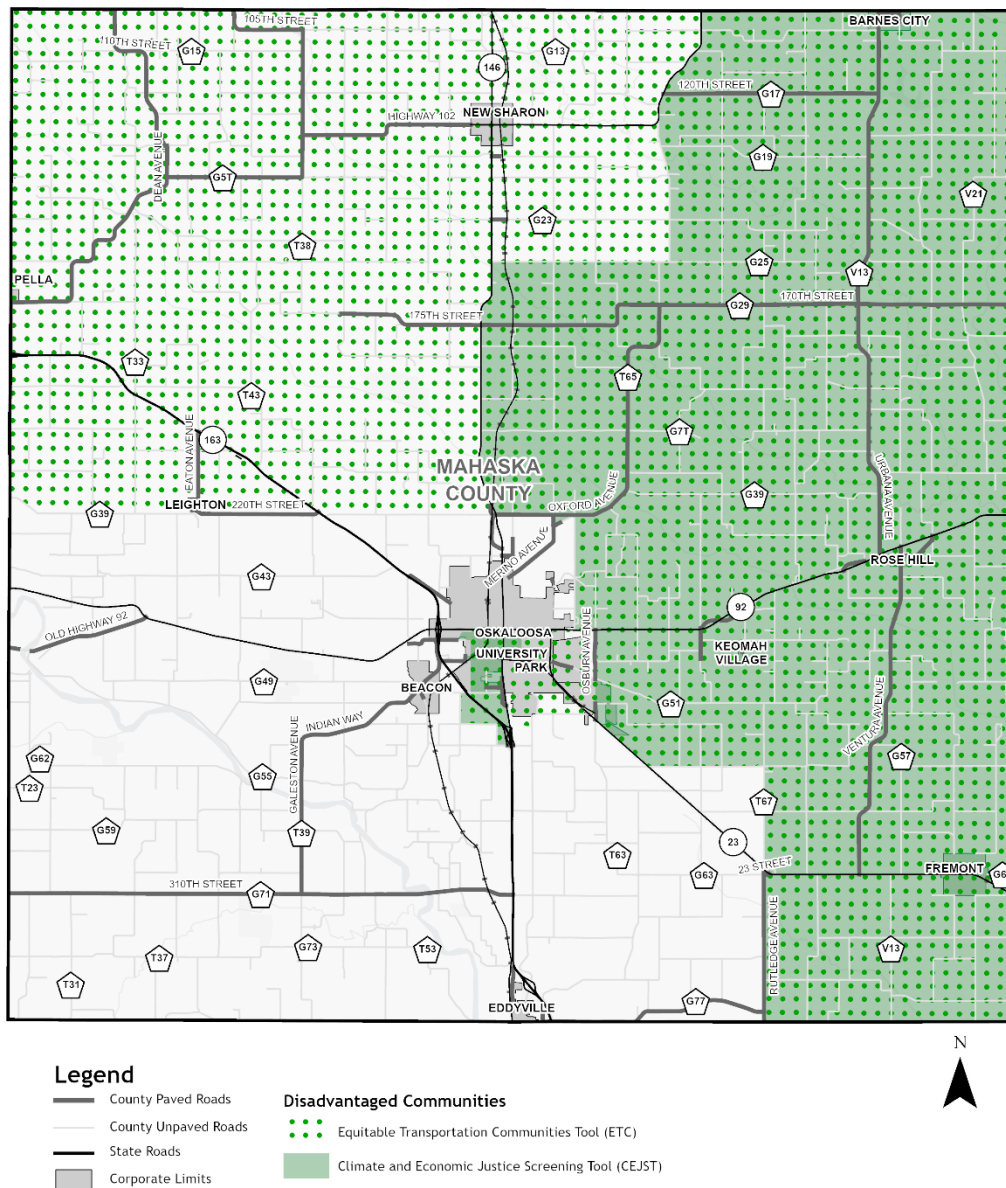 105TH STREET
BARNES CITY
110TH STREET
G15
G13
146
120TH STREET
G17
HIGHWAY 102
NEW SHARON
G19
DEAN AVENUE
G5T
V21
G23
T38
G25
V13
PELLA
170TH STREET
G29
175TH STREET
T33
T65
T43
G7T
163
EATON AVENUE
MAHASKA
COUNTY
URBANA AVENUE
G39
LEIGHTON
220TH STREET
OXFORD AVENUE
G39
MERINO AVENUE
ROSE HILL
G43
92
OLD HIGHWAY 92
OSKALOOSA
KEOMAH
VILLAGE
UNIVERSITY
PARK
OSBURN AVENUE
G49
BEACON
G51
INDIAN WAY
VENTURA AVENUE
G62
G57
G55
T23
GALESTON AVENUE
T67
G59
T39
23
T63
23 STREET
FREMONT
G63
310TH STREET
G71
RUTLEDGE AVENUE
G73
T53
V13
T37
T31
G77
EDDYVILLE
N
Legend
County Paved Roads
County Unpaved Roads
State Roads
Corporate Limits
Disadvantaged Communities
Equitable Transportation Communities Tool (ETC)
Climate and Economic Justice Screening Tool (CEJST)